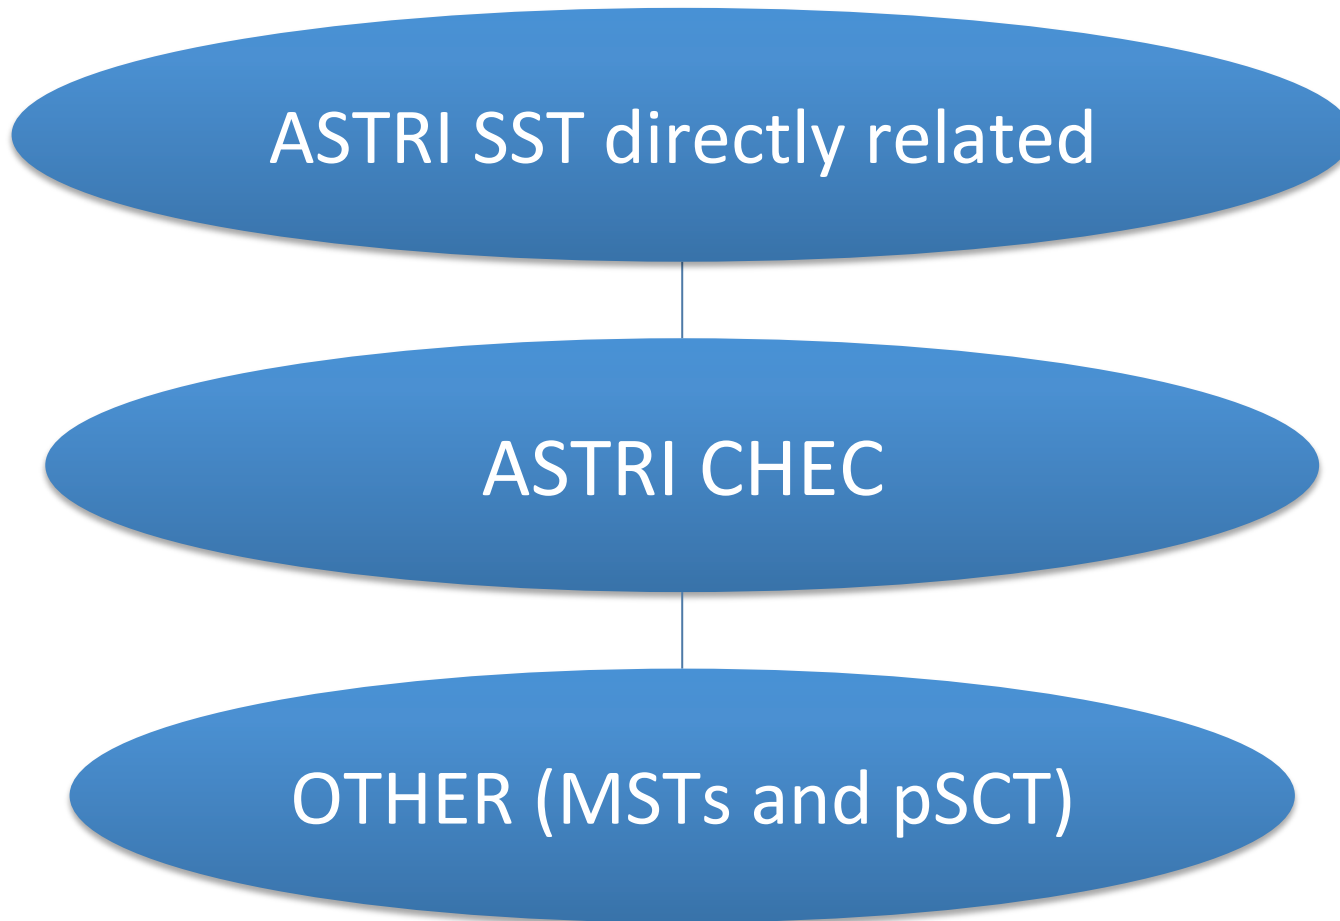 ASTRI SST directly related
ASTRI CHEC
OTHER (MSTs and pSCT)